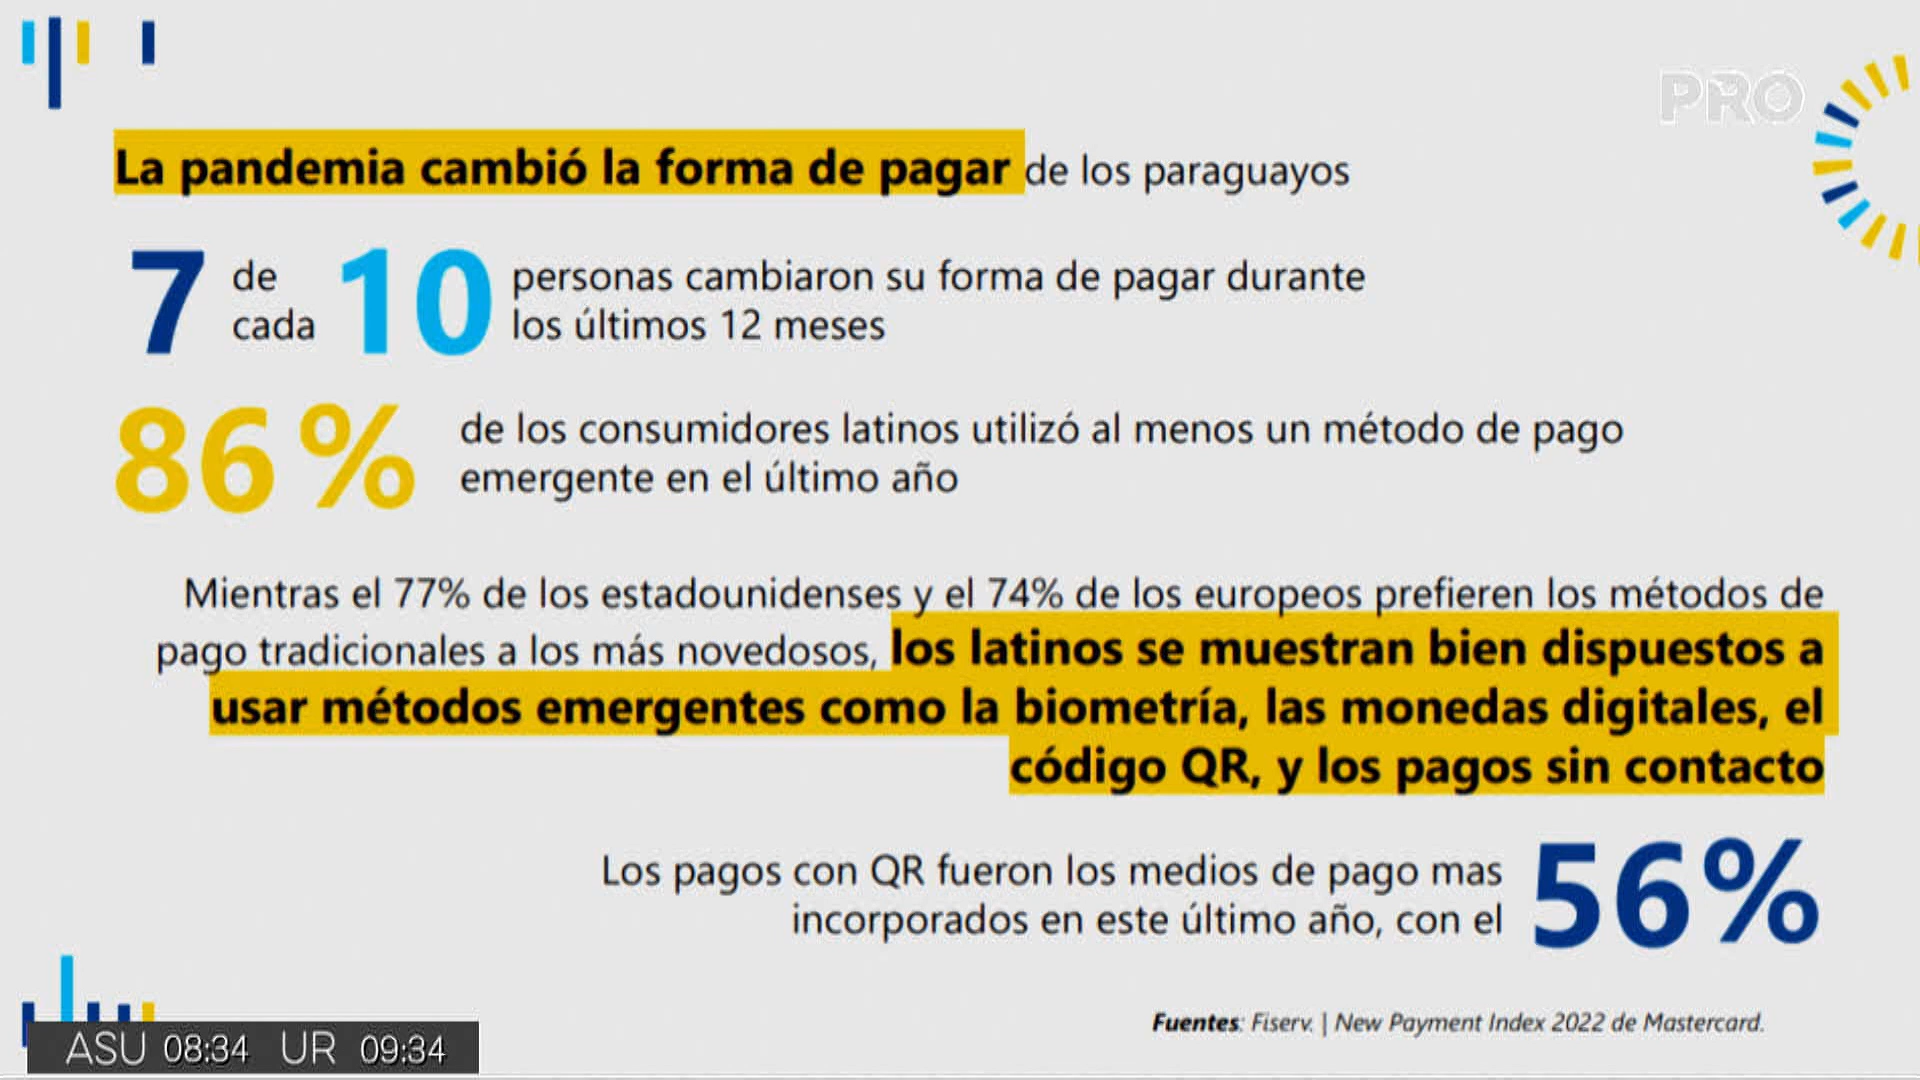 PRO
La pandemia cambió la forma de pagar de los paraguayos
7 de cada 10 personas cambiaron su forma de pagar durante
los últimos 12 meses
86% de los consumidores latinos utilizó al menos un método de pago
emergente en el último año
Mientras el 77% de los estadounidenses y el 74% de los europeos prefieren los métodos de
pago tradicionales a los más novedosos, los latinos se muestran bien dispuestos a
usar métodos emergentes como la biometría, las monedas digitales, el
código QR, y los pagos sin contacto
Los pagos con QR fueron los medios de pago mas
incorporados en este último año, con el 56%
Fuentes: Fiserv. | New Payment Index 2022 de Mastercard.
ASU 08:34 UR 09:34